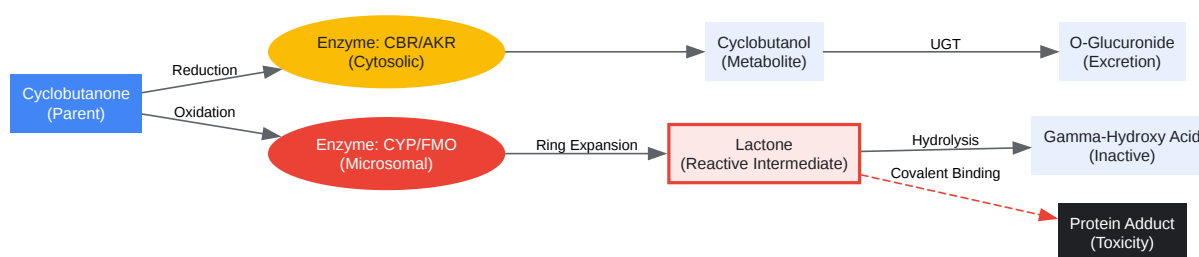 Cyclobutanone
(Parent)
Reduction
Oxidation
Enzyme: CBR/AKR
(Cytosolic)
Enzyme: CYP/FMO
(Microsomal)
Ring Expansion
Cyclobutanol
(Metabolite)
UGT
O-Glucuronide
(Excretion)
Lactone
(Reactive Intermediate)
Hydrolysis
Covalent Binding
Gamma-Hydroxy Acid
(Inactive)
Protein Adduct
(Toxicity)